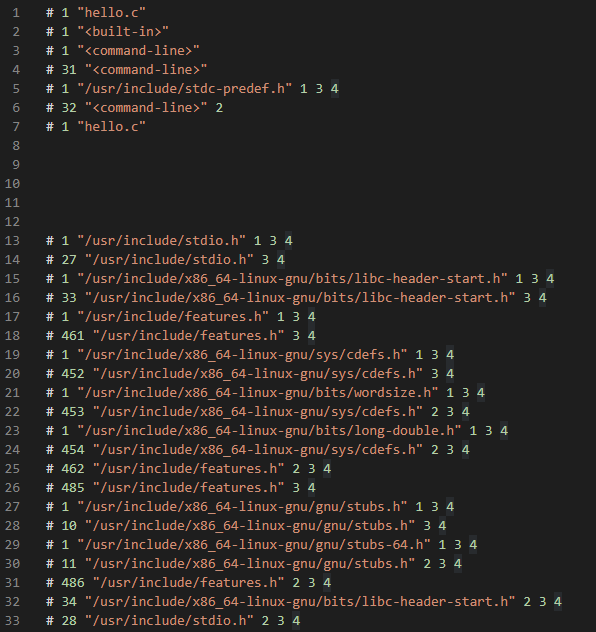 1 # 1 "hello.c"
2 # 1 "<built-in>"
3 # 1 "<command-line>"
4 # 31 "<command-line>"
5 # 1 "/usr/include/stdc-predef.h" 1 3 4
6 # 32 "<command-line>" 2
7 # 1 "hello.c"
8
9
10
11
12
13 # 1 "/usr/include/stdio.h" 1 3 4
14 # 27 "/usr/include/stdio.h" 3 4
15 # 1 "/usr/include/x86_64-linux-gnu/bits/libc-header-start.h" 1 3 4
16 # 33 "/usr/include/x86_64-linux-gnu/bits/libc-header-start.h" 3 4
17 # 1 "/usr/include/features.h" 1 3 4
18 # 461 "/usr/include/features.h" 3 4
19 # 1 "/usr/include/x86_64-linux-gnu/sys/cdefs.h" 1 3 4
20 # 452 "/usr/include/x86_64-linux-gnu/sys/cdefs.h" 3 4
21 # 1 "/usr/include/x86_64-linux-gnu/bits/wordsize.h" 1 3 4
22 # 453 "/usr/include/x86_64-linux-gnu/sys/cdefs.h" 2 3 4
23 # 1 "/usr/include/x86_64-linux-gnu/bits/long-double.h" 1 3 4
24 # 454 "/usr/include/x86_64-linux-gnu/sys/cdefs.h" 2 3 4
25 # 462 "/usr/include/features.h" 2 3 4
26 # 485 "/usr/include/features.h" 3 4
27 # 1 "/usr/include/x86_64-linux-gnu/gnu/stubs.h" 1 3 4
28 # 10 "/usr/include/x86_64-linux-gnu/gnu/stubs.h" 3 4
29 # 1 "/usr/include/x86_64-linux-gnu/gnu/stubs-64.h" 1 3 4
30 # 11 "/usr/include/x86_64-linux-gnu/gnu/stubs.h" 2 3 4
31 # 486 "/usr/include/features.h" 2 3 4
32 # 34 "/usr/include/x86_64-linux-gnu/bits/libc-header-start.h" 2 3 4
33 # 28 "/usr/include/stdio.h" 2 3 4